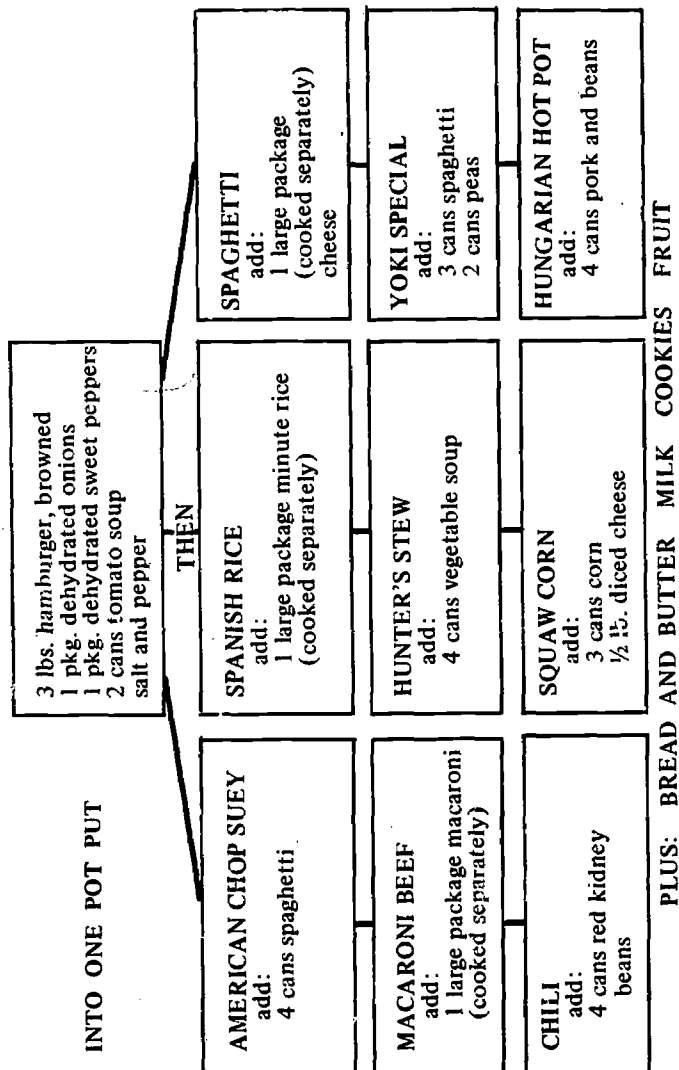 INTO ONE POT PUT
3 lbs. hamburger, browned
1 pkg. dehydrated onions
1 pkg. dehydrated sweet peppers
2 cans tomato soup
salt and pepper
THEN
AMERICAN CHOP SUEY
add:
4 cans spaghetti
SPANISH RICE
add:
1 large package minute rice
(cooked separately)
SPAGHETTI
add:
1 large package
(cooked separately)
cheese
MACARONI BEEF
add:
1 large package macaroni
(cooked separately)
HUNTER'S STEW
add:
4 cans vegetable soup
YOKI SPECIAL
add:
3 cans spaghetti
2 cans peas
CHILI
add:
4 cans red kidney
beans
SQUAW CORN
add:
3 cans corn
½ lb. diced cheese
HUNGARIAN HOT POT
add:
4 cans pork and beans
PLUS: BREAD AND BUTTER MILK COOKIES FRUIT